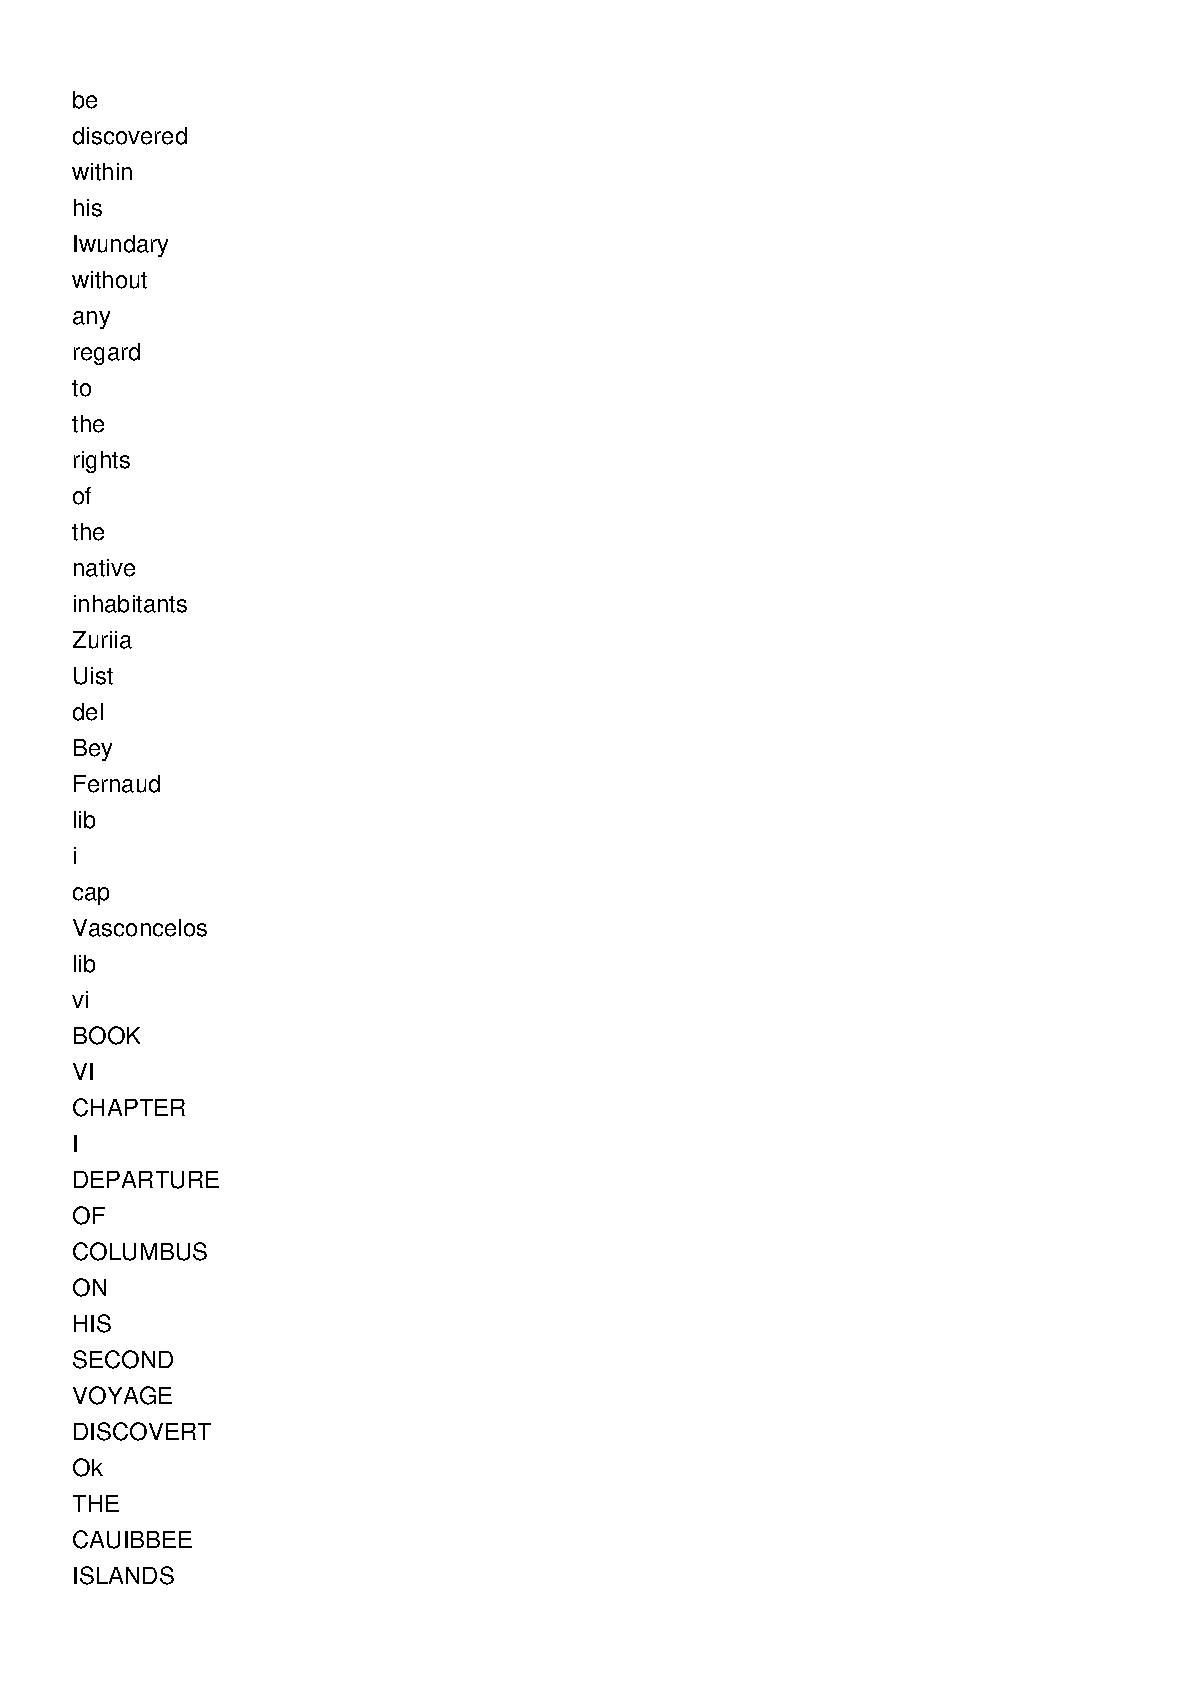 be
discovered
within
his
Iwundary
without
any
regard
to
the
rights
of
the
native
inhabitants
Zuriia
Uist
del
Bey
Fernaud
lib
i
cap
Vasconcelos
lib
vi
BOOK
VI
CHAPTER
I
DEPARTURE
OF
COLUMBUS
ON
HIS
SECOND
VOYAGE
DISCOVERT
Ok
THE
CAUIBBEE
ISLANDS